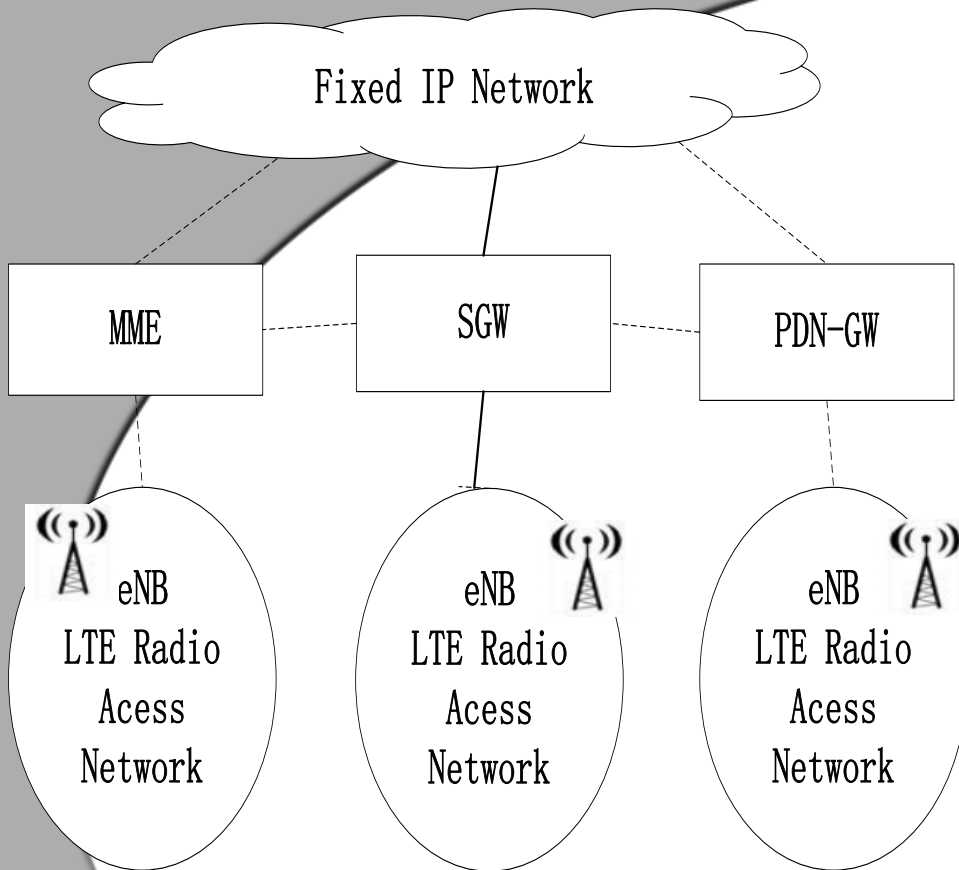 Fixed IP Network
MME
SGW
PDN-GW
eNB
LTE Radio
Acess
Network
eNB
LTE Radio
Acess
Network
eNB
LTE Radio
Acess
Network